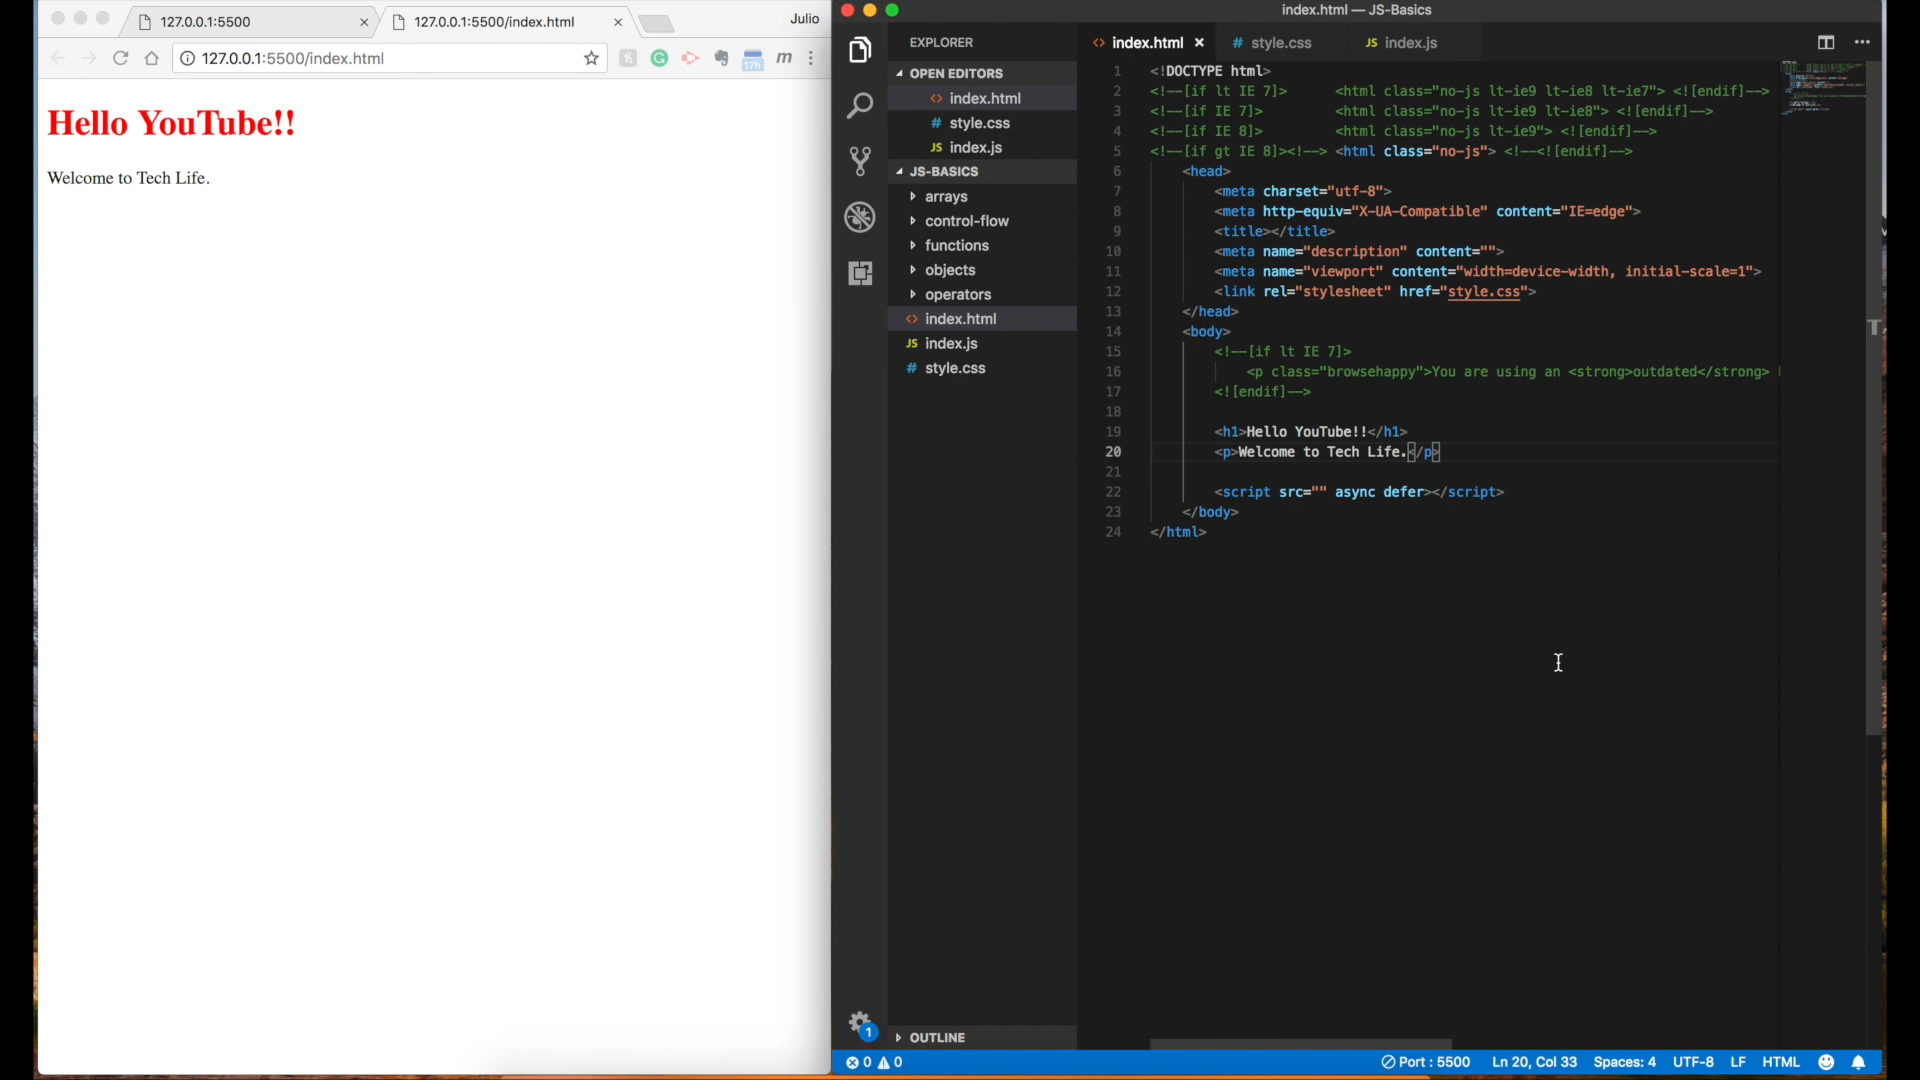 127.0.0.1:5500
127.0.0.1:5500/index.html
Julio
127.0.0.1:5500/index.html
17h
m
Hello YouTube!!
Welcome to Tech Life.
index.html — JS-Basics
EXPLORER
OPEN EDITORS
<> index.html
# style.css
JS index.js
JS-BASICS
arrays
control-flow
functions
objects
operators
<> index.html
JS index.js
# style.css
OUTLINE
<> index.html
# style.css
JS index.js
1 <!DOCTYPE html>
2 <!--[if lt IE 7]>      <html class="no-js lt-ie9 lt-ie8 lt-ie7"> <![endif]-->
3 <!--[if IE 7]>         <html class="no-js lt-ie9 lt-ie8"> <![endif]-->
4 <!--[if IE 8]>         <html class="no-js lt-ie9"> <![endif]-->
5 <!--[if gt IE 8]><!--> <html class="no-js"> <!--<![endif]-->
6     <head>
7         <meta charset="utf-8">
8         <meta http-equiv="X-UA-Compatible" content="IE=edge">
9         <title></title>
10         <meta name="description" content="">
11         <meta name="viewport" content="width=device-width, initial-scale=1">
12         <link rel="stylesheet" href="style.css">
13     </head>
14     <body>
15         <!--[if lt IE 7]>
16             <p class="browsehappy">You are using an <strong>outdated</strong>
17         <![endif]-->
18
19         <h1>Hello YouTube!!</h1>
20         <p>Welcome to Tech Life.</p>
21
22         <script src="" async defer></script>
23     </body>
24 </html>
1
0 0
Port : 5500
Ln 20, Col 33
Spaces: 4
UTF-8
LF
HTML